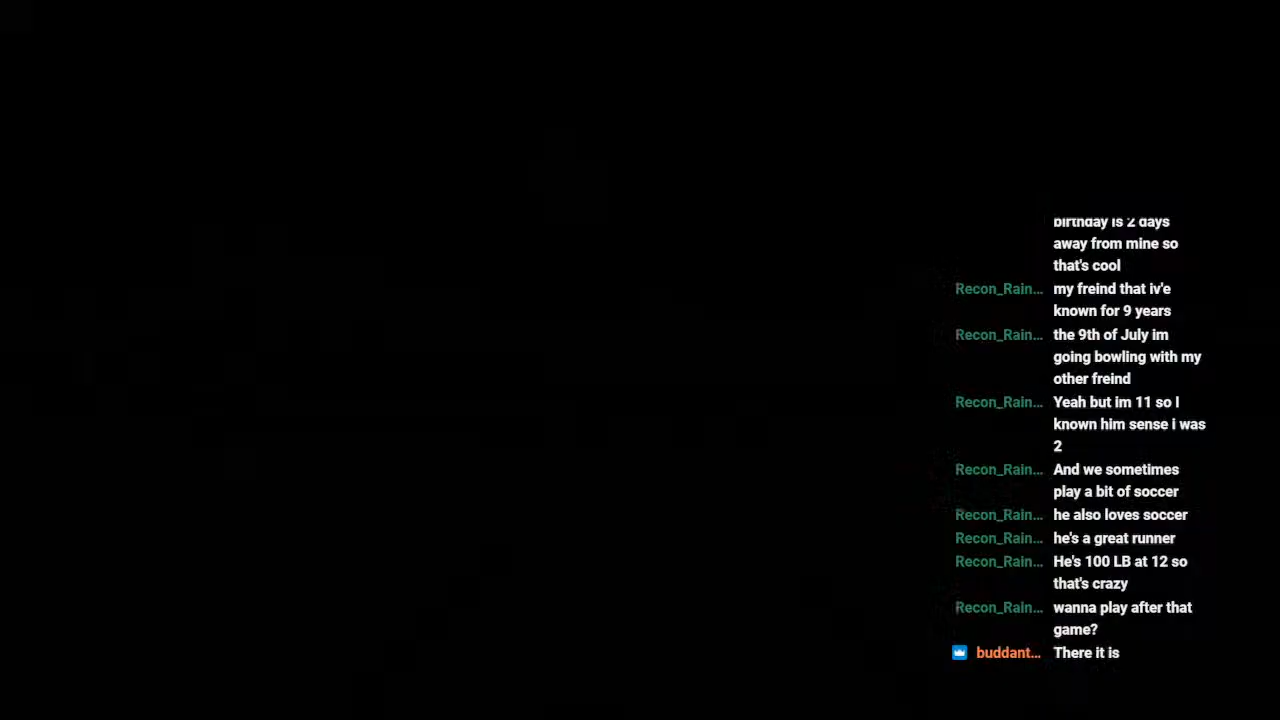 birthday is 2 days
away from mine so
that's cool
Recon_Rain... my freind that iv'e
known for 9 years
Recon_Rain... the 9th of July im
going bowling with my
other freind
Recon_Rain... Yeah but im 11 so I
known him sense i was
2
Recon_Rain... And we sometimes
play a bit of soccer
Recon_Rain... he also loves soccer
Recon_Rain... he's a great runner
Recon_Rain... He's 100 LB at 12 so
that's crazy
Recon_Rain... wanna play after that
game?
buddant... There it is